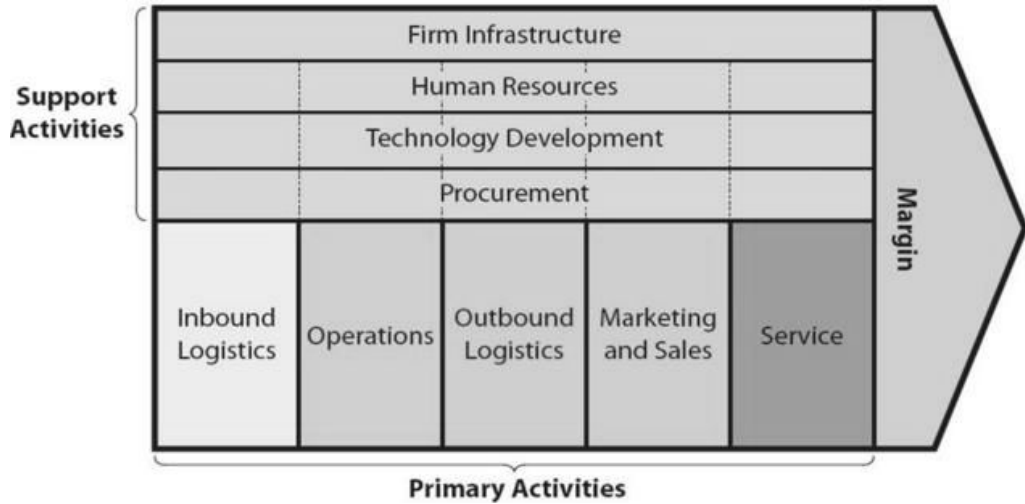 Firm Infrastructure
Human Resources
Support
Activities
Technology Development
Procurement
Margin
Inbound
Logistics
Operations
Outbound
Logistics
Marketing
and Sales
Service
Primary Activities